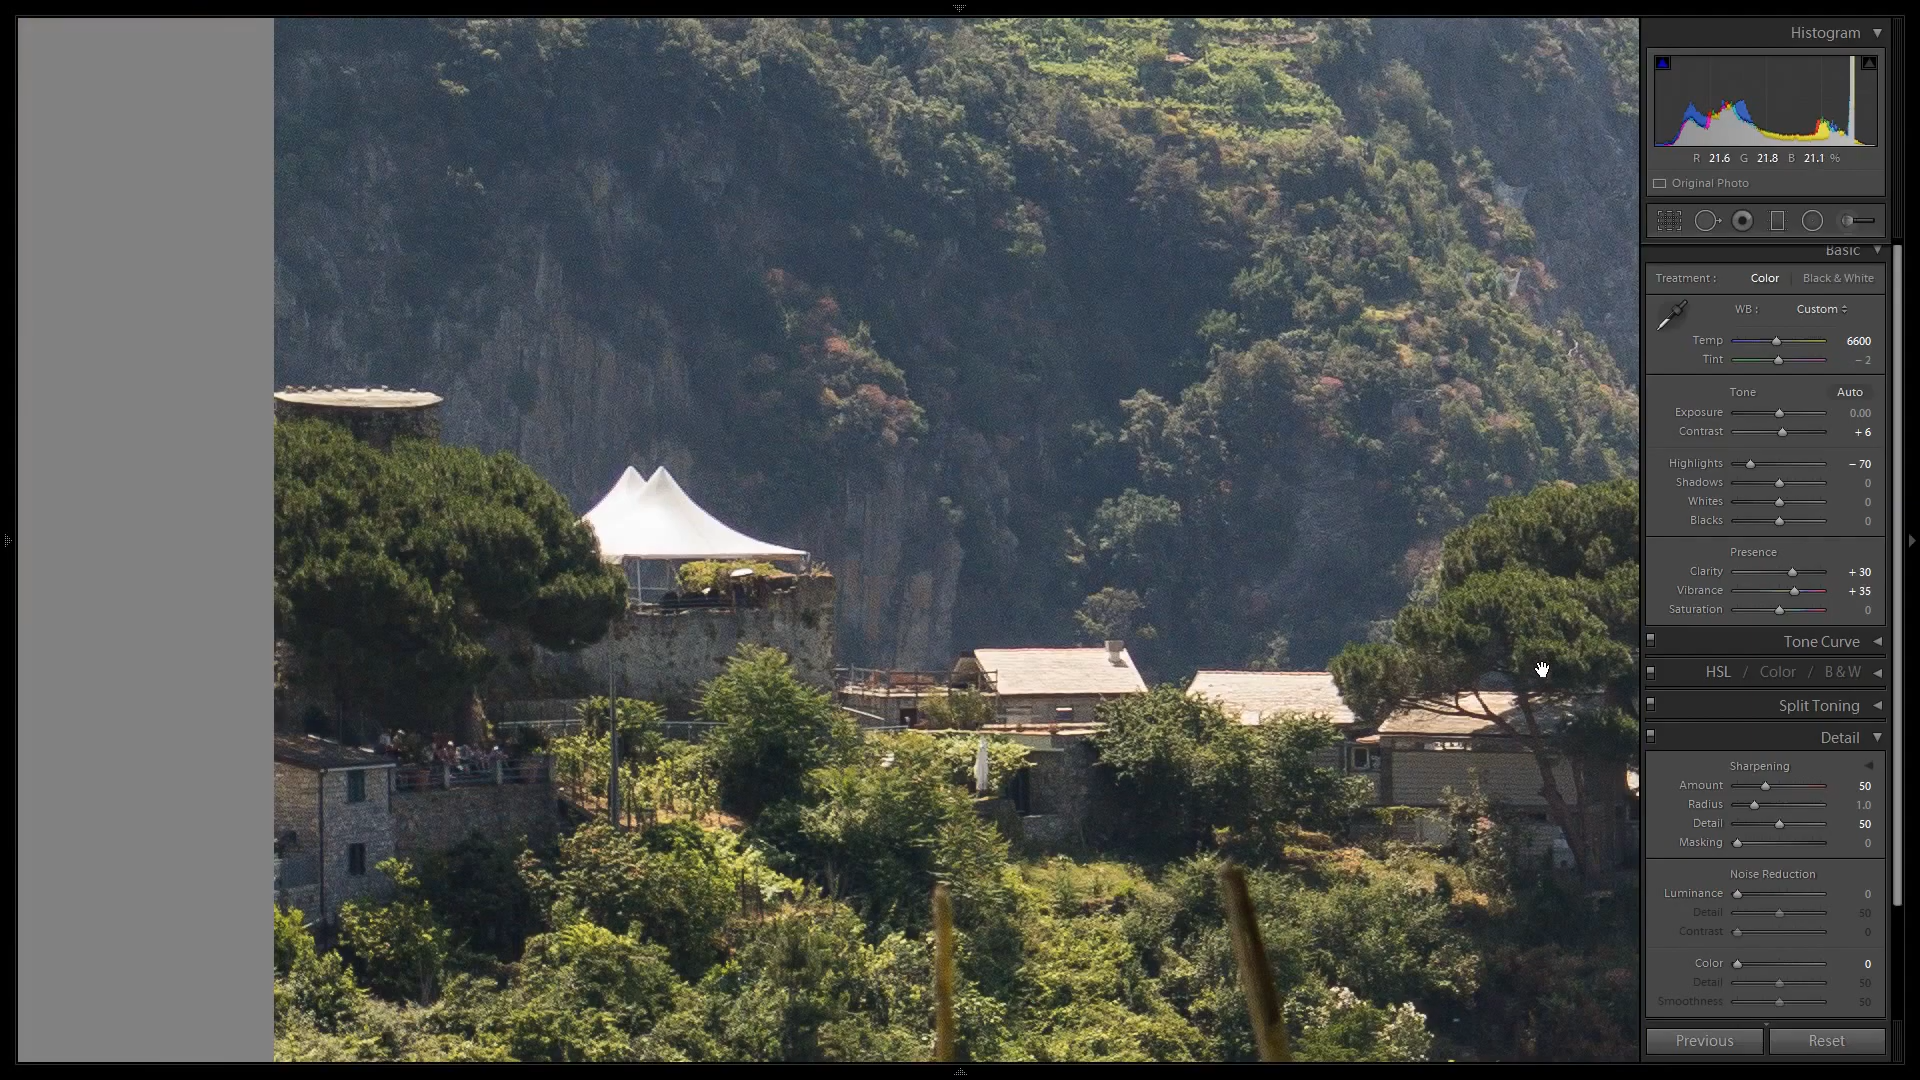 Histogram
R 21.6 G 21.8 B 21.1 %
Original Photo
Basic
Treatment : Color Black & White
WB : Custom
Temp 6600
Tint – 2
Tone Auto
Exposure 0.00
Contrast + 6
Highlights – 70
Shadows 0
Whites 0
Blacks 0
Presence
Clarity + 30
Vibrance + 35
Saturation 0
Tone Curve
HSL / Color / B & W
Split Toning
Detail
Sharpening
Amount 50
Radius 1.0
Detail 50
Masking 0
Noise Reduction
Luminance 0
Detail 50
Contrast 0
Color 0
Detail 50
Smoothness 50
Previous Reset